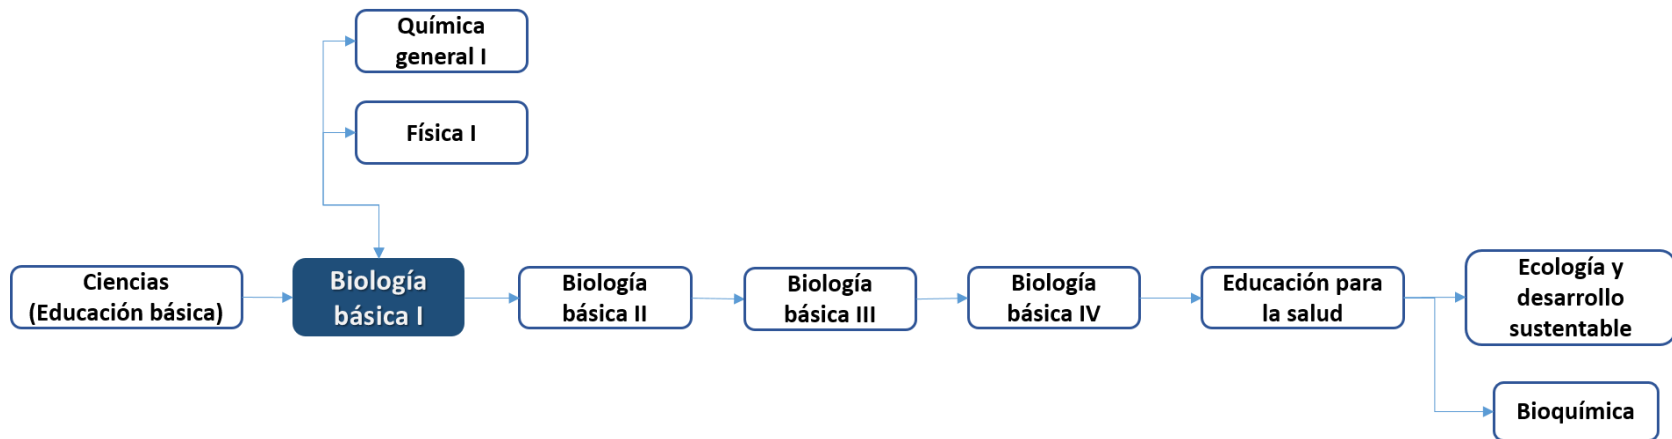 Química
general I
Física I
Ciencias
(Educación básica)
Biología
básica I
Biología
básica II
Biología
básica III
Biología
básica IV
Educación para
la salud
Ecología y
desarrollo
sustentable
Bioquímica